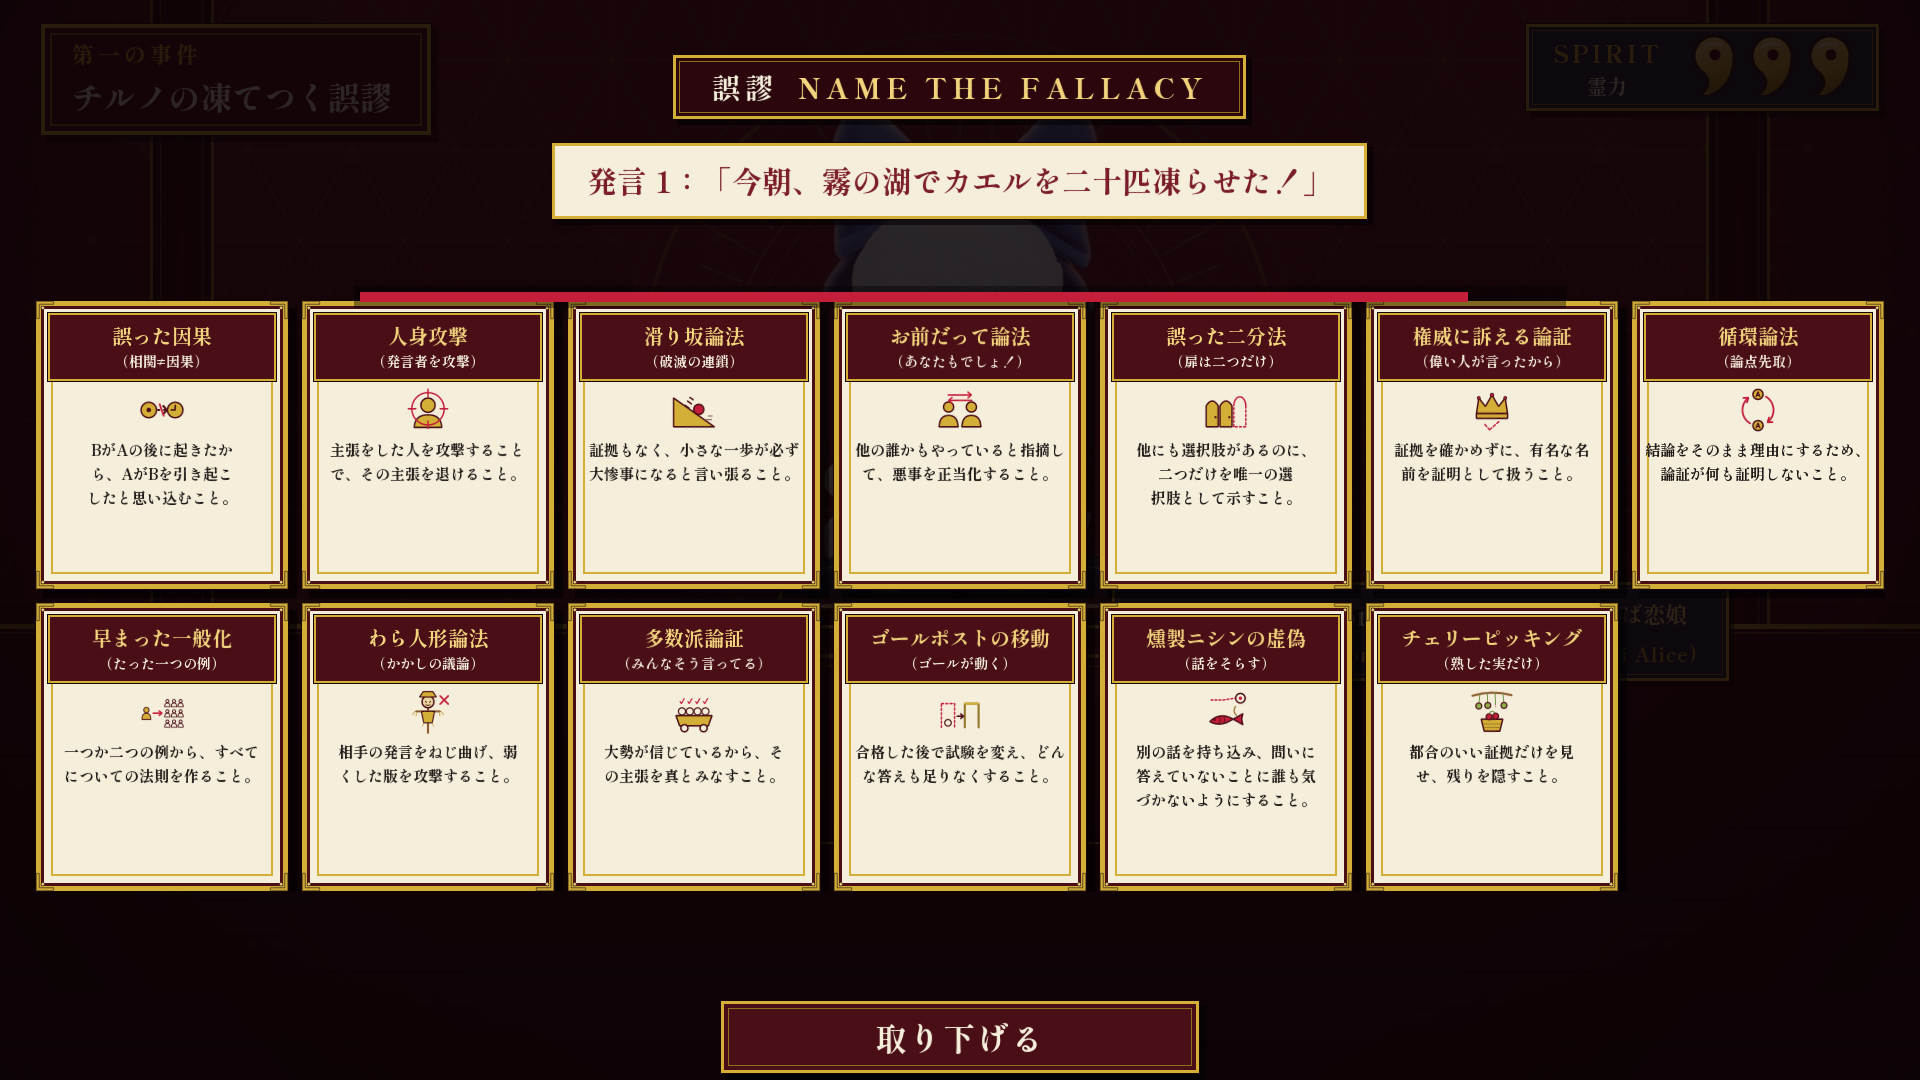 第一の事件
チルノの凍てつく誤謬
誤謬 NAME THE FALLACY
SPIRIT
霊力
発言 1：「今朝、霧の湖でカエルを二十匹凍らせた！」
誤った因果
（相関≠因果）
BがAの後に起きたか
ら、AがBを引き起こ
したと思い込むこと。
人身攻撃
（発言者を攻撃）
主張をした人を攻撃すること
で、その主張を退けること。
滑り坂論法
（破滅の連鎖）
証拠もなく、小さな一歩が必ず
大惨事になると言い張ること。
お前だって論法
（あなたもでしょ！）
他の誰かもやっていると指摘し
て、悪事を正当化すること。
誤った二分法
（扉は二つだけ）
他にも選択肢があるのに、
二つだけを唯一の選
択肢として示すこと。
権威に訴える論証
（偉い人が言ったから）
証拠を確かめずに、有名な名
前を証明として扱うこと。
循環論法
（論点先取）
A
A
結論をそのまま理由にするため、
論証が何も証明しないこと。
早まった一般化
（たった一つの例）
一つか二つの例から、すべて
についての法則を作ること。
わら人形論法
（かかしの議論）
相手の発言をねじ曲げ、弱
くした版を攻撃すること。
多数派論証
（みんなそう言ってる）
大勢が信じているから、そ
の主張を真とみなすこと。
ゴールポストの移動
（ゴールが動く）
合格した後で試験を変え、どん
な答えも足りなくすること。
燻製ニシンの虚偽
（話をそらす）
別の話を持ち込み、問いに
答えていないことに誰も気
づかないようにすること。
チェリーピッキング
（熟した実だけ）
都合のいい証拠だけを見
せ、残りを隠すこと。
ば恋娘
Alice)
取り下げる